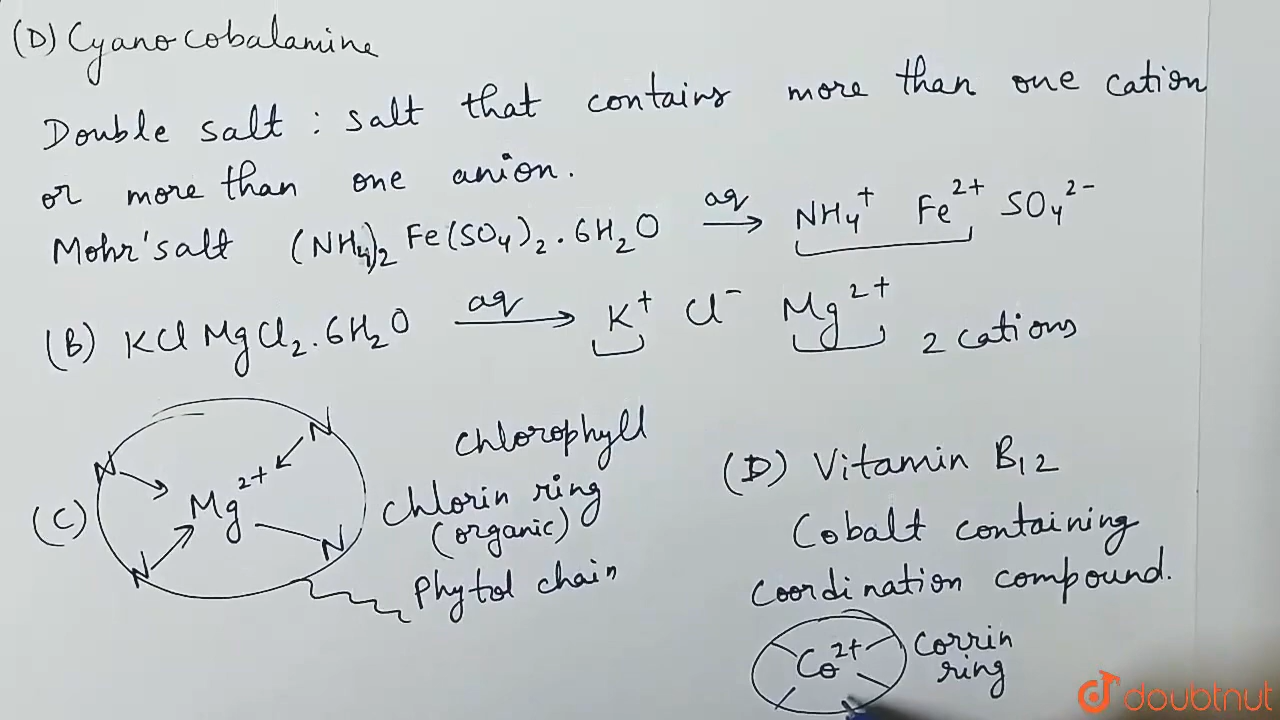 (D) Cyanocobalamine
Double salt : salt that contains more than one cation
or more than one anion.
Mohr's salt (NH₄)₂ Fe(SO₄)₂ . 6H₂O aq→ NH₄⁺ Fe²⁺ SO₄²⁻
(B) KCl MgCl₂ . 6H₂O aq→ K⁺ Cl⁻ Mg²⁺ 2 cations
(C) N N Mg²⁺ N N
Chlorophyll
Chlorin ring
(organic)
Phytol chain
(D) Vitamin B₁₂
Cobalt containing
coordination compound.
Co²⁺ Corrin
ring
doubtnut